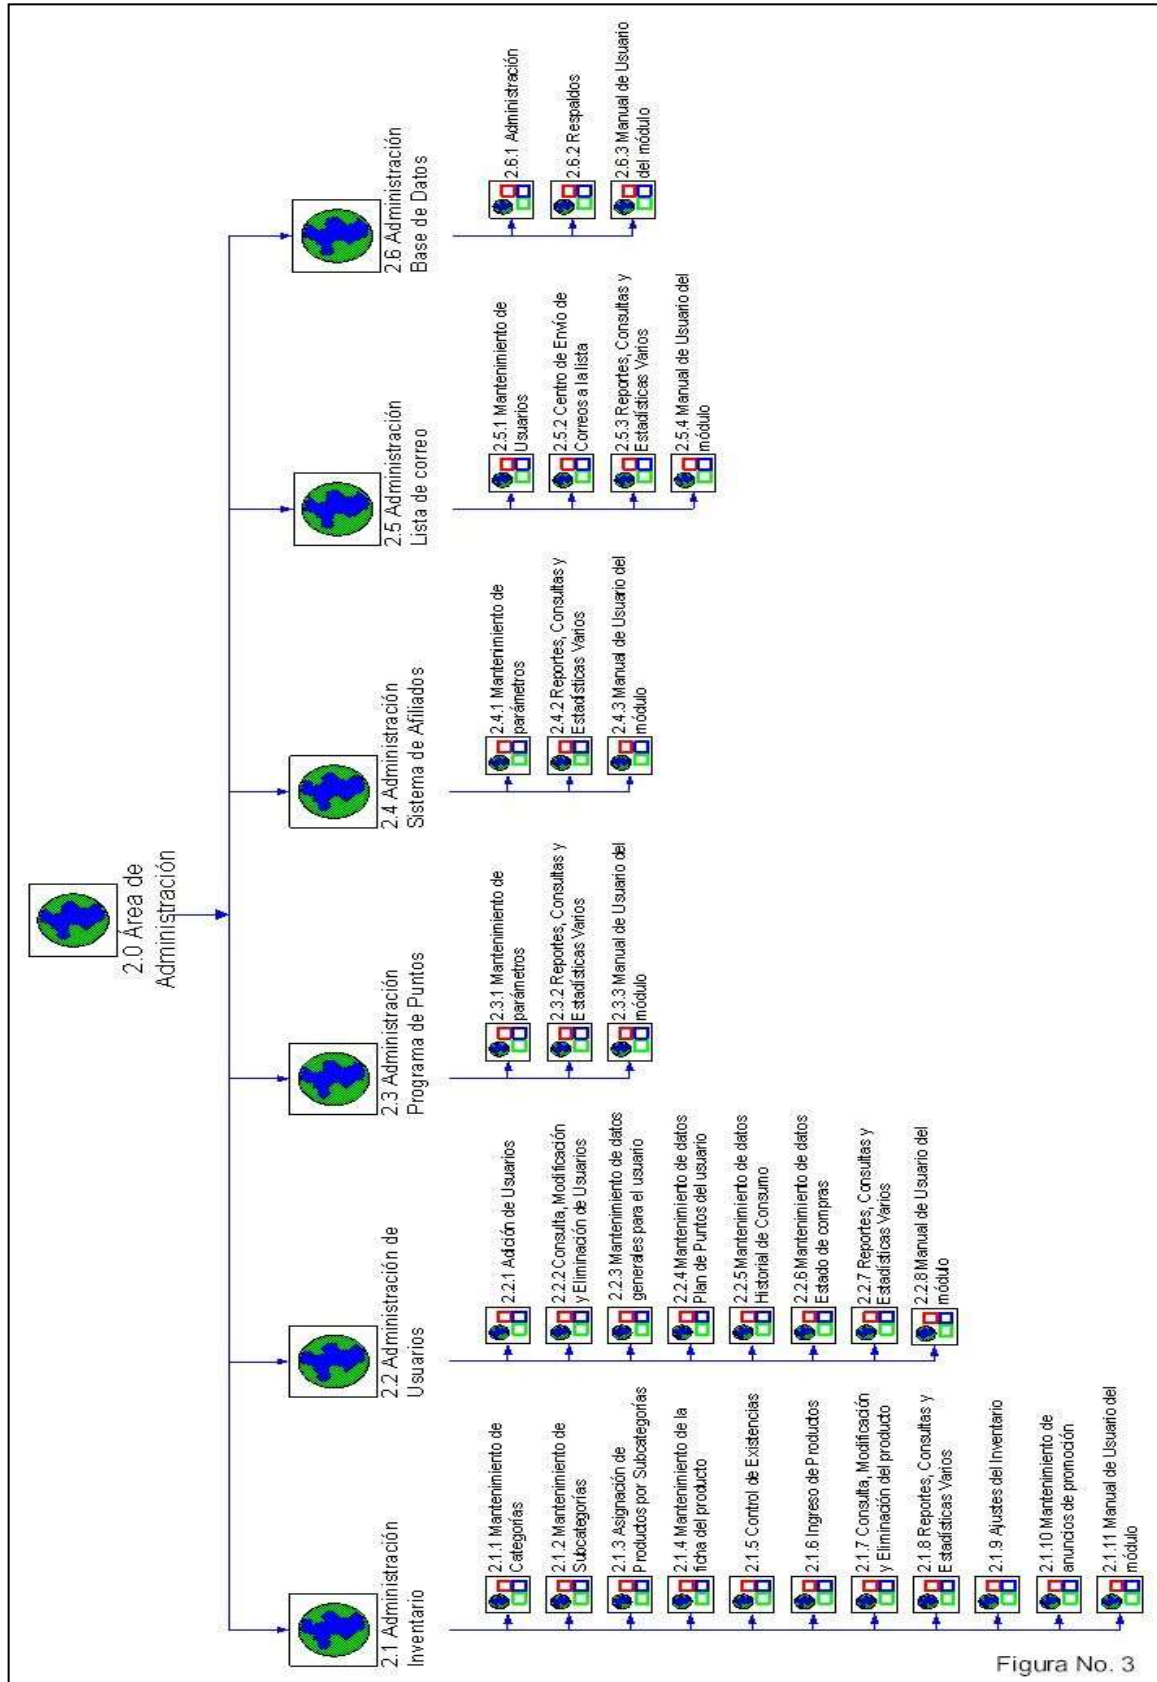 2.0 Área de
Administración
2.1 Administración
Inventario
2.1.1 Mantenimiento de
Categorías
2.1.2 Mantenimiento de
Subcategorías
2.1.3 Asignación de
Productos por Subcategorías
2.1.4 Mantenimiento de la
ficha del producto
2.1.5 Control de Existencias
2.1.6 Ingreso de Productos
2.1.7 Consulta, Modificación
y Eliminación del producto
2.1.8 Reportes, Consultas y
Estadísticas Varios
2.1.9 Ajustes del Inventario
2.1.10 Mantenimiento de
anuncios de promoción
2.1.11 Manual de Usuario del
módulo
2.2 Administración de
Usuarios
2.2.1 Adición de Usuarios
2.2.2 Consulta, Modificación
y Eliminación de Usuarios
2.2.3 Mantenimiento de datos
generales para el usuario
2.2.4 Mantenimiento de datos
Plan de Puntos del usuario
2.2.5 Mantenimiento de datos
Historial de Consumo
2.2.6 Mantenimiento de datos
Estado de compras
2.2.7 Reportes, Consultas y
Estadísticas Varios
2.2.8 Manual de Usuario del
módulo
2.3 Administración
Programa de Puntos
2.3.1 Mantenimiento de
parámetros
2.3.2 Reportes, Consultas y
Estadísticas Varios
2.3.3 Manual de Usuario del
módulo
2.4 Administración
Sistema de Afiliados
2.4.1 Mantenimiento de
parámetros
2.4.2 Reportes, Consultas y
Estadísticas Varios
2.4.3 Manual de Usuario del
módulo
2.5 Administración
Lista de correo
2.5.1 Mantenimiento de
Usuarios
2.5.2 Centro de Envío de
Correos a la lista
2.5.3 Reportes, Consultas y
Estadísticas Varios
2.5.4 Manual de Usuario del
módulo
2.6 Administración
Base de Datos
2.6.1 Administración
2.6.2 Respaldos
2.6.3 Manual de Usuario
del módulo
Figura No. 3